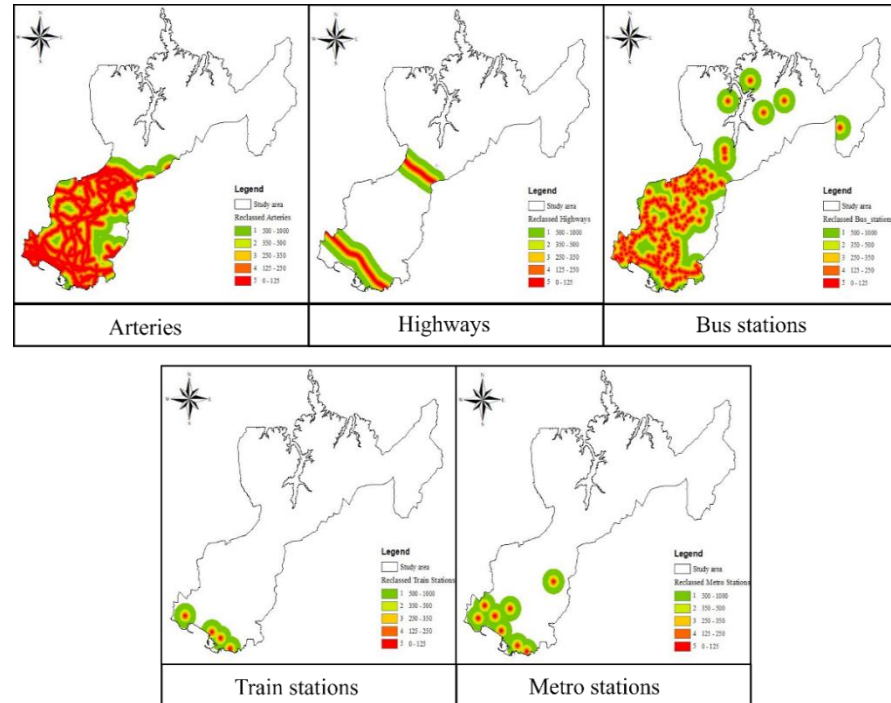 N
W
E
S
Legend
Study area
Reclassed Arteries
1 500 - 1000
2 350 - 500
3 250 - 350
4 125 - 250
5 0 - 125
Arteries
N
W
E
S
Legend
Study area
Reclassed Highways
1 500 - 1000
2 350 - 500
3 250 - 350
4 125 - 250
5 0 - 125
Highways
N
W
E
S
Legend
Study area
Reclassed Bus_stations
1 500 - 1000
2 350 - 500
3 250 - 350
4 125 - 250
5 0 - 125
Bus stations
N
W
E
S
Legend
Study area
Reclassed Train Stations
1 500 - 1000
2 350 - 500
3 250 - 350
4 125 - 250
5 0 - 125
Train stations
N
W
E
S
Legend
Study area
Reclassed Metro Stations
1 500 - 1000
2 350 - 500
3 250 - 350
4 125 - 250
5 0 - 125
Metro stations